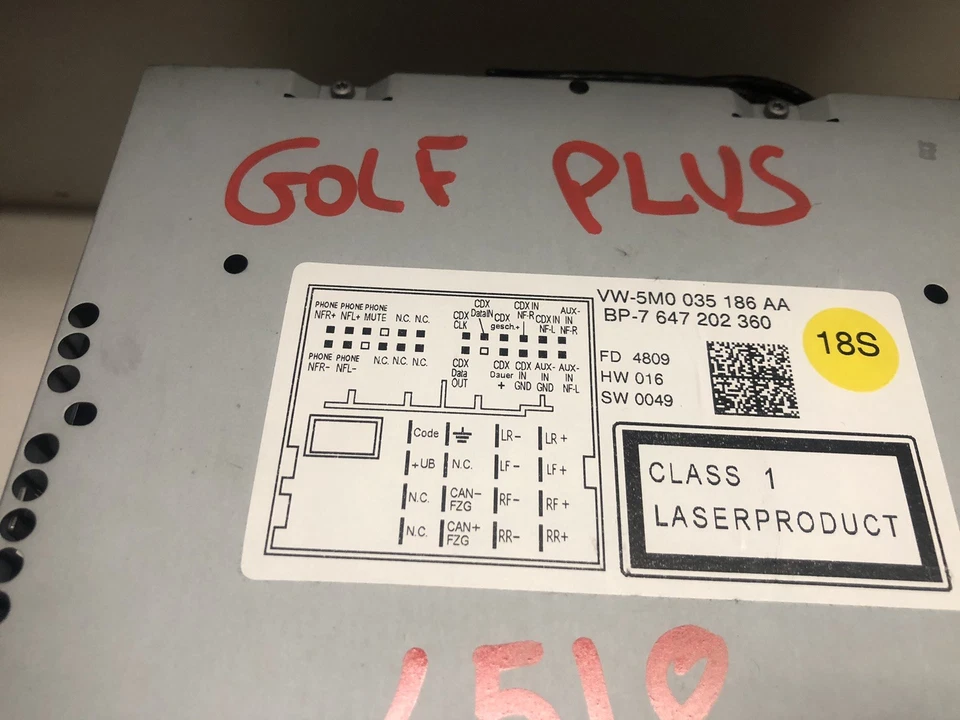 GOLF PLUS
VW-5M0 035 186 AA
BP-7 647 202 360
18S
FD 4809
HW 016
SW 0049
CLASS 1
LASERPRODUCT
PHONE PHONE PHONE
NFR+ NFL+ MUTE N.C. N.C.
PHONE PHONE
NFR- NFL- N.C. N.C. N.C.
CDX CDX IN AUX-
CDX DataIN CDX NF-R CDX IN IN
CLK gesch.+ NF-L NF-R
CDX CDX CDX AUX- AUX-
Data Dauer IN IN IN
OUT + GND GND NF-L
Code LR- LR+
+UB N.C. LF- LF+
N.C. CAN- FZG RF- RF+
N.C. CAN+ FZG RR- RR+